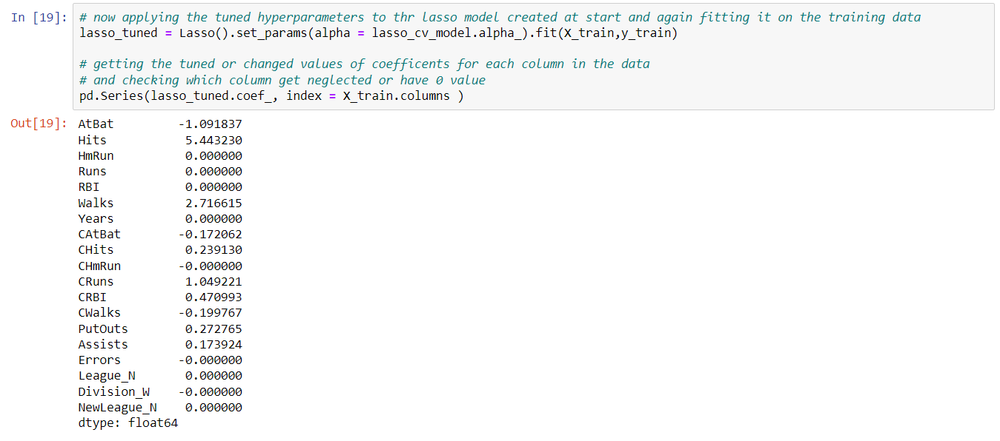 In [19]: # now applying the tuned hyperparameters to thr lasso model created at start and again fitting it on the training data
lasso_tuned = Lasso().set_params(alpha = lasso_cv_model.alpha_).fit(X_train,y_train)
# getting the tuned or changed values of coefficents for each column in the data
# and checking which column get neglected or have 0 value
pd.Series(lasso_tuned.coef_, index = X_train.columns )
Out[19]: AtBat -1.091837
Hits 5.443230
HmRun 0.000000
Runs 0.000000
RBI 0.000000
Walks 2.716615
Years 0.000000
CAtBat -0.172062
CHits 0.239130
CHmRun -0.000000
CRuns 1.049221
CRBI 0.470993
CWalks -0.199767
PutOuts 0.272765
Assists 0.173924
Errors -0.000000
League_N 0.000000
Division_W -0.000000
NewLeague_N 0.000000
dtype: float64